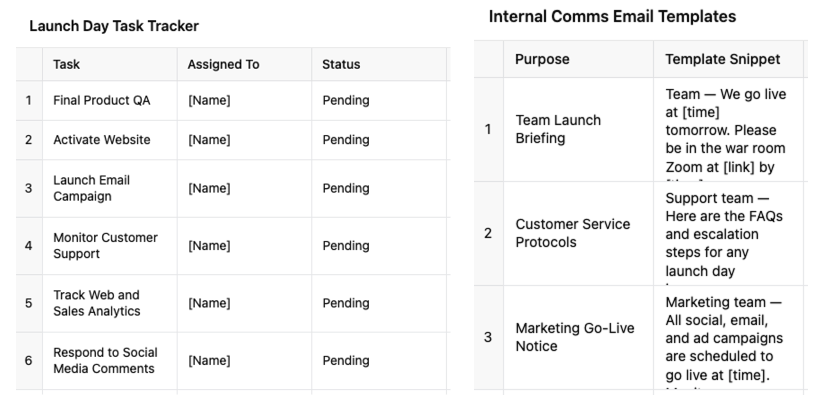 Launch Day Task Tracker
Task Assigned To Status
1 Final Product QA [Name] Pending
2 Activate Website [Name] Pending
3 Launch Email
Campaign [Name] Pending
4 Monitor Customer
Support [Name] Pending
5 Track Web and
Sales Analytics [Name] Pending
6 Respond to Social
Media Comments [Name] Pending
Internal Comms Email Templates
Purpose Template Snippet
1 Team Launch
Briefing
Team — We go live
at [time]
tomorrow. Please
be in the war room
Zoom at [link] by
2 Customer Service
Protocols
Support team —
Here are the FAQs
and escalation
steps for any
launch day
3 Marketing Go-Live
Notice
Marketing team —
All social, email,
and ad campaigns
are scheduled to
go live at [time].